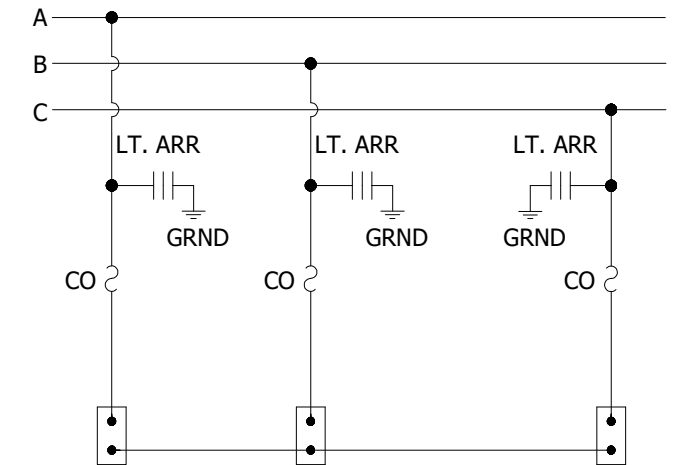 A
B
C
LT. ARR LT. ARR LT. ARR
GRND GRND GRND
CO CO CO